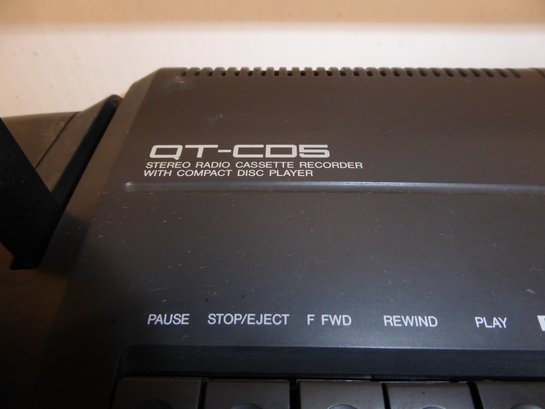 QT-CD5
STEREO RADIO CASSETTE RECORDER
WITH COMPACT DISC PLAYER
PAUSE STOP/EJECT F FWD REWIND PLAY